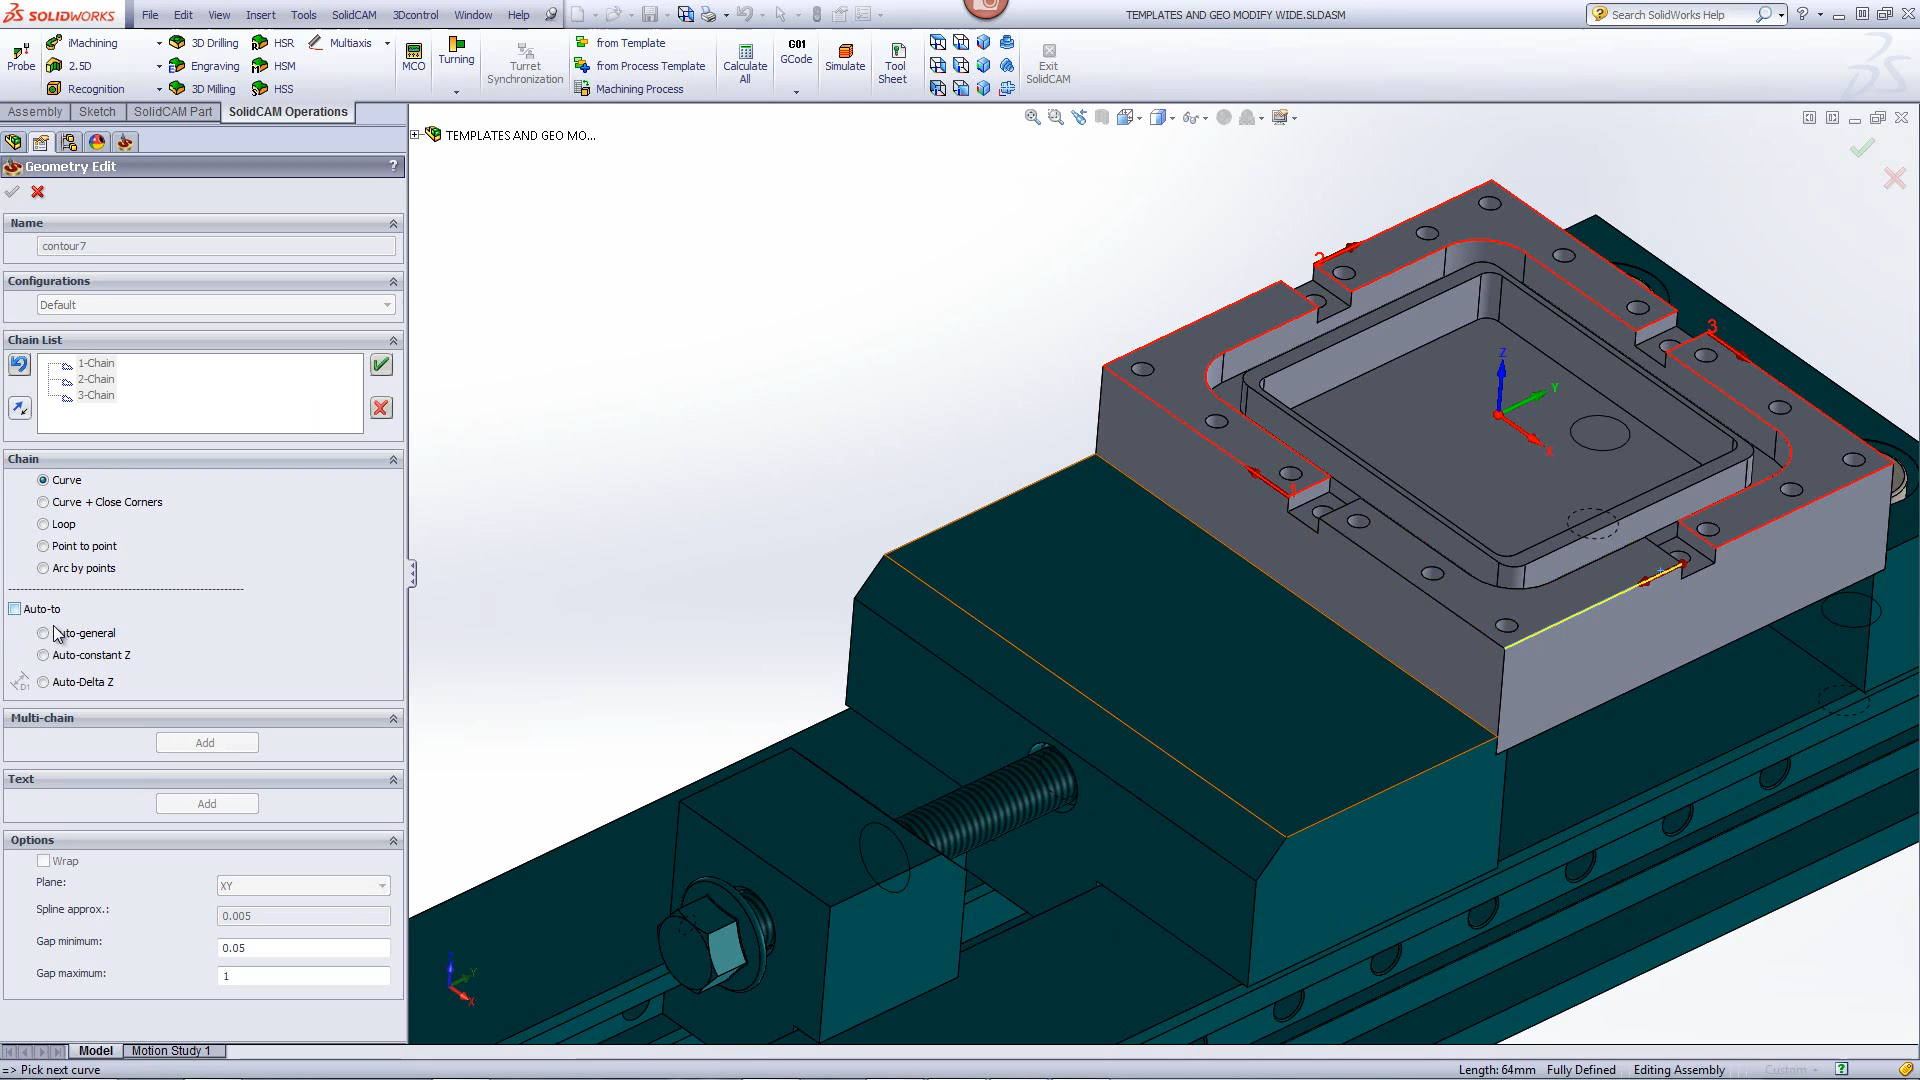 SOLIDWORKS File Edit View Insert Tools SolidCAM 3Dcontrol Window Help TEMPLATES AND GEO MODIFY WIDE.SLDASM Search SolidWorks Help
iMachining 3D Drilling HSR Multiaxis
Probe 2.5D Engraving HSM MCO Turning Turret Synchronization
Recognition 3D Milling HSS
from Template
from Process Template
Machining Process
Calculate All G01 GCode Simulate Tool Sheet Exit SolidCAM
Assembly Sketch SolidCAM Part SolidCAM Operations
TEMPLATES AND GEO MO...
Geometry Edit ?
Name
contour7
Configurations
Default
Chain List
1-Chain
2-Chain
3-Chain
Chain
Curve
Curve + Close Corners
Loop
Point to point
Arc by points
Auto-to
Auto-general
Auto-constant Z
D1 Auto-Delta Z
Multi-chain
Add
Text
Add
Options
Wrap
Plane: XY
Spline approx.: 0.005
Gap minimum: 0.05
Gap maximum: 1
2
3
1
Z
Y
X
Z
Y
X
Model Motion Study 1
=> Pick next curve Length: 64mm Fully Defined Editing Assembly Custom